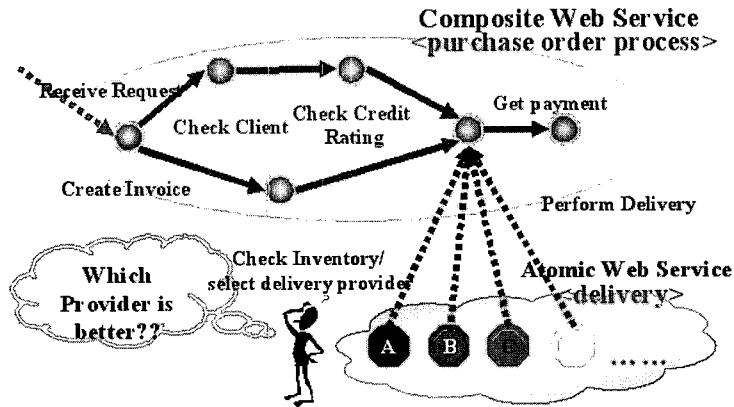 Composite Web Service
<purchase order process>
Receive Request
Get payment
Check Client
Check Credit
Rating
Create Invoice
Perform Delivery
Check Inventory/
select delivery provider
Which
Provider is
better??
Atomic Web Service
<delivery>
A
B
......